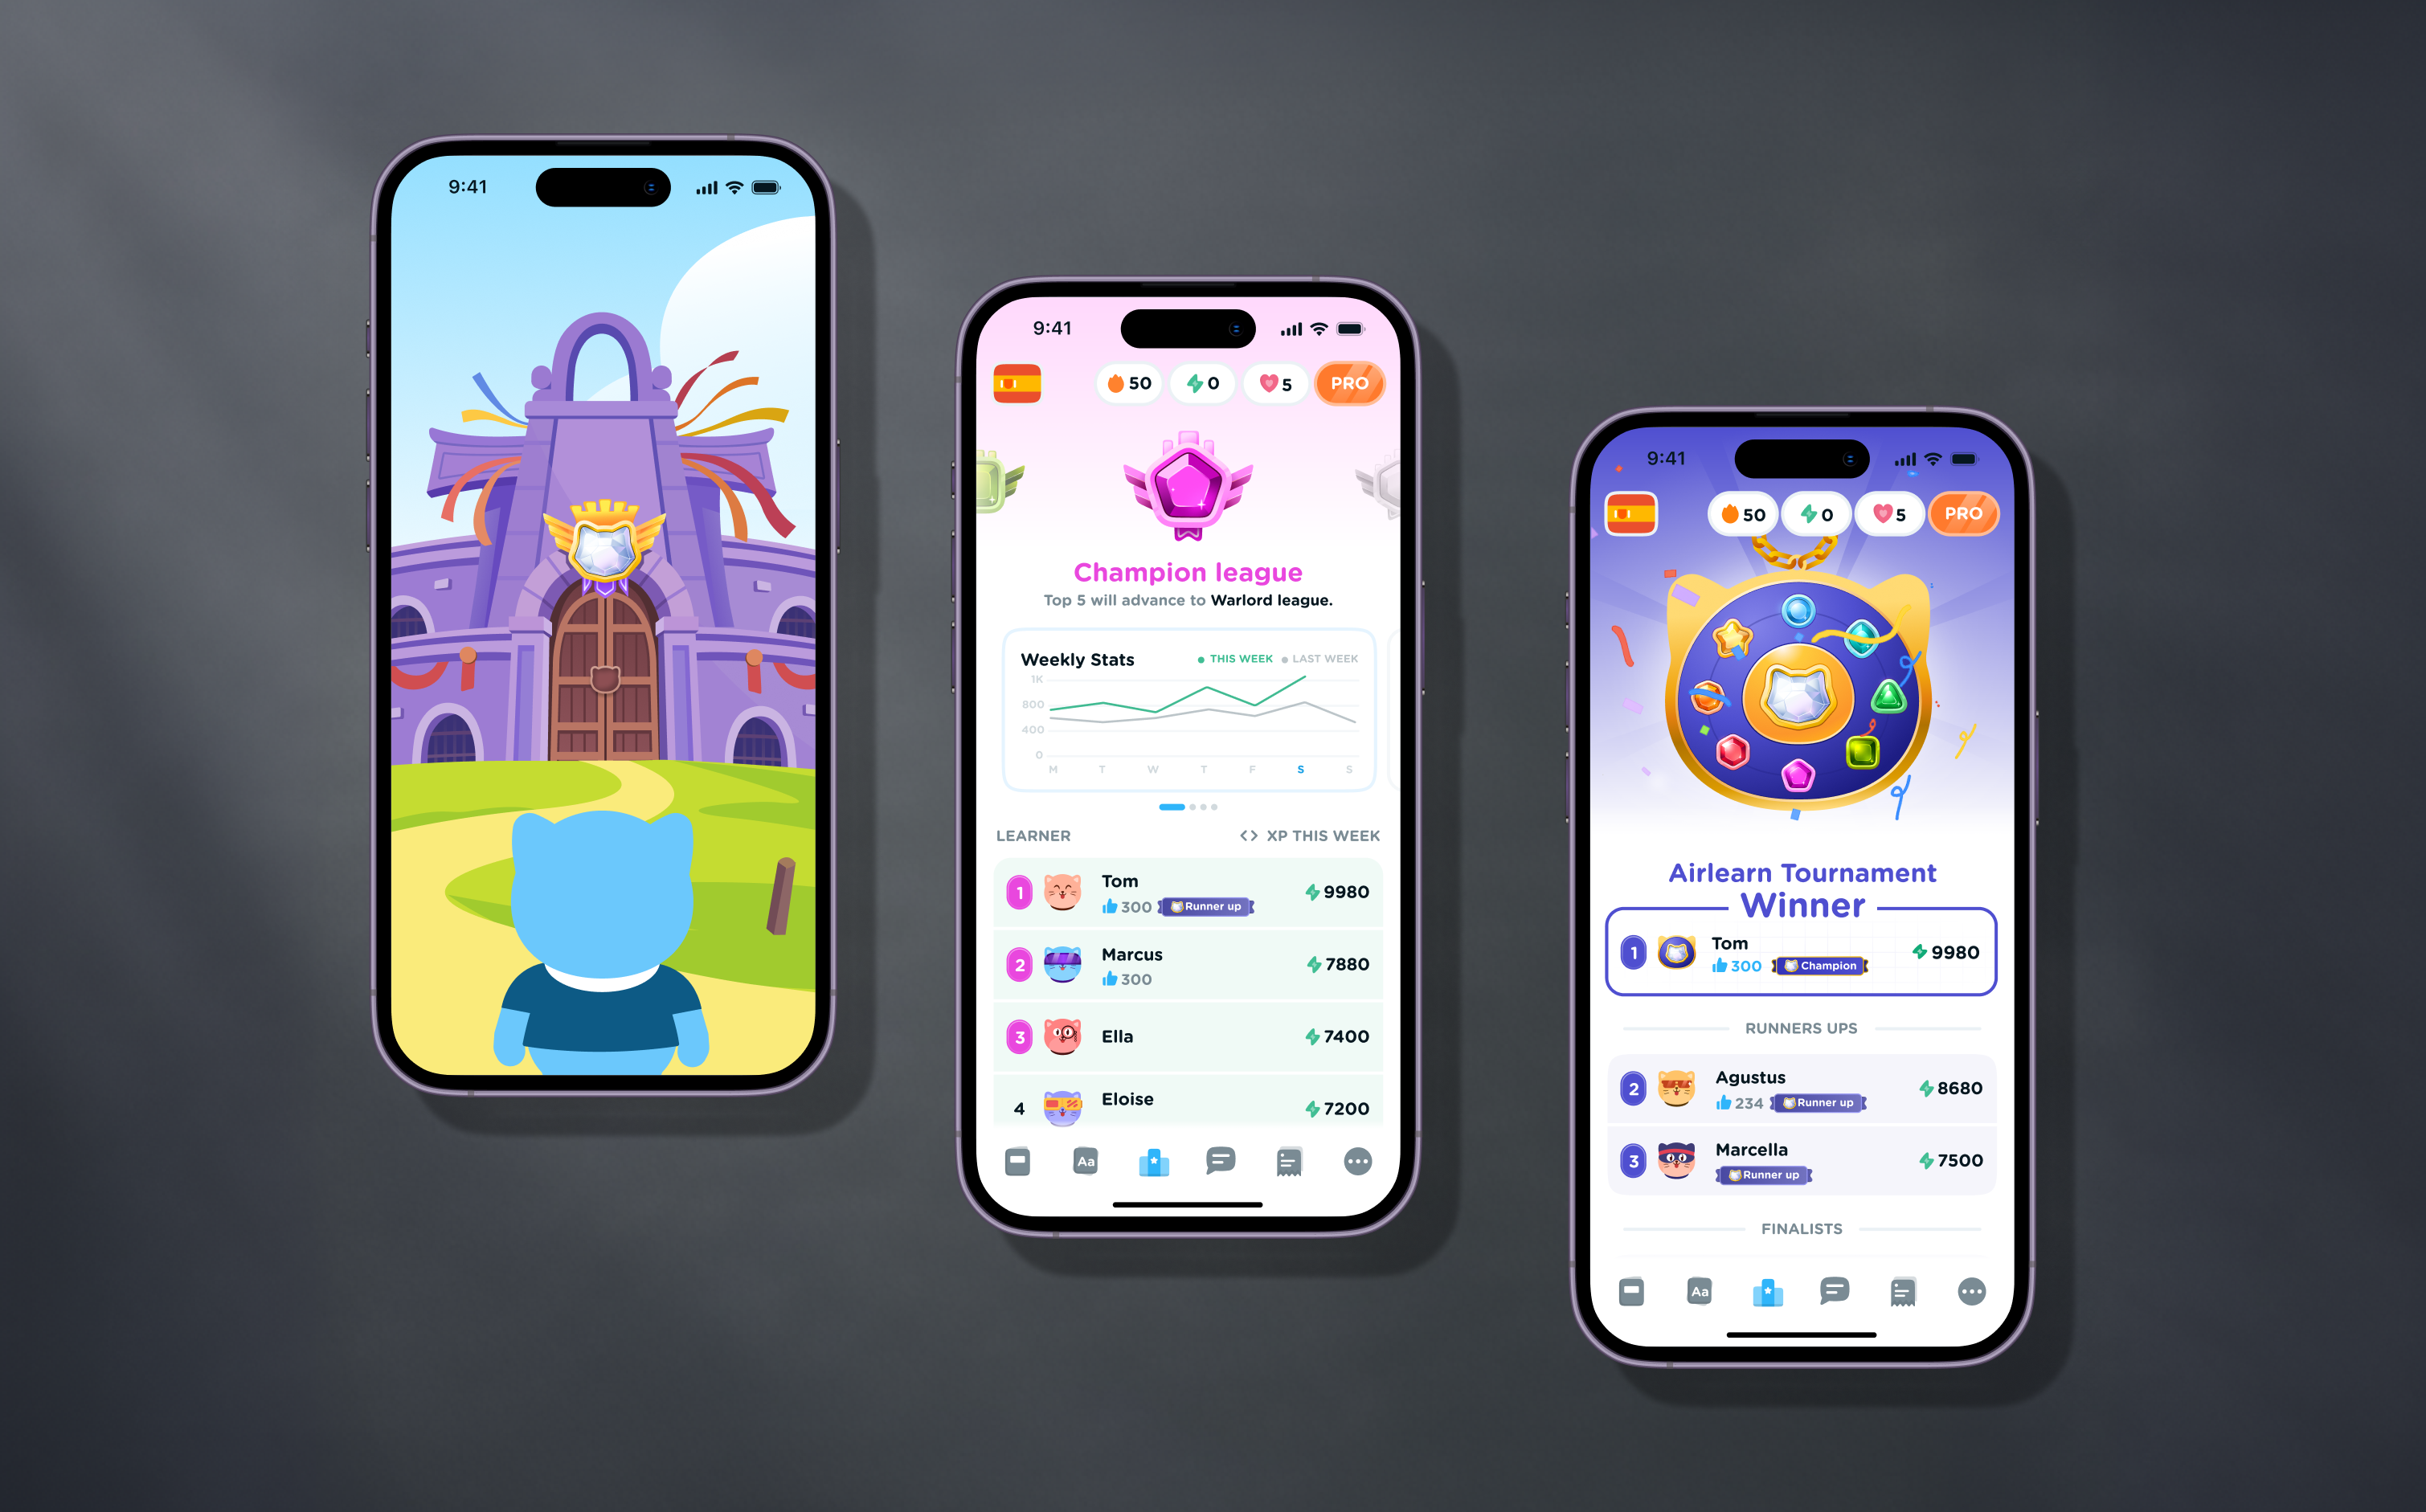 9:41
9:41
50
0
5
PRO
Champion league
Top 5 will advance to Warlord league.
Weekly Stats
THIS WEEK
LAST WEEK
1K
800
400
0
M T W T F S S
LEARNER
XP THIS WEEK
1
Tom
300
Runner up
9980
2
Marcus
300
7880
3
Ella
7400
4
Eloise
7200
Aa
9:41
50
0
5
PRO
Airlearn Tournament
Winner
1
Tom
300
Champion
9980
RUNNERS UPS
2
Agustus
234
Runner up
8680
3
Marcella
Runner up
7500
FINALISTS
Aa